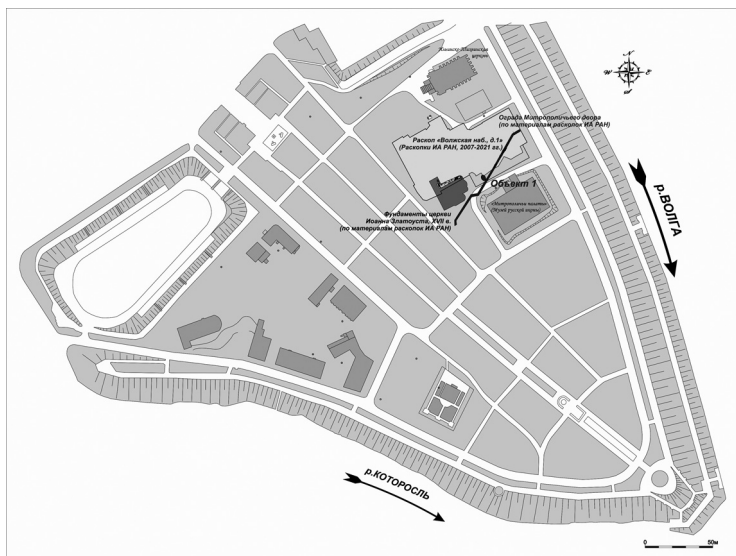 N
W E
S
Ограда Митрополичьего двора
(по материалам раскопок ИА РАН)
Раскоп «Волжская наб., д.1»
(Раскопки ИА РАН, 2007-2021 гг.)
Объект 1
р.ВОЛГА
Фундаменты церкви
Иоанна Златоуста, XVII в.
(по материалам раскопок ИА РАН)
р.КОТОРОСЛЬ
0 50м